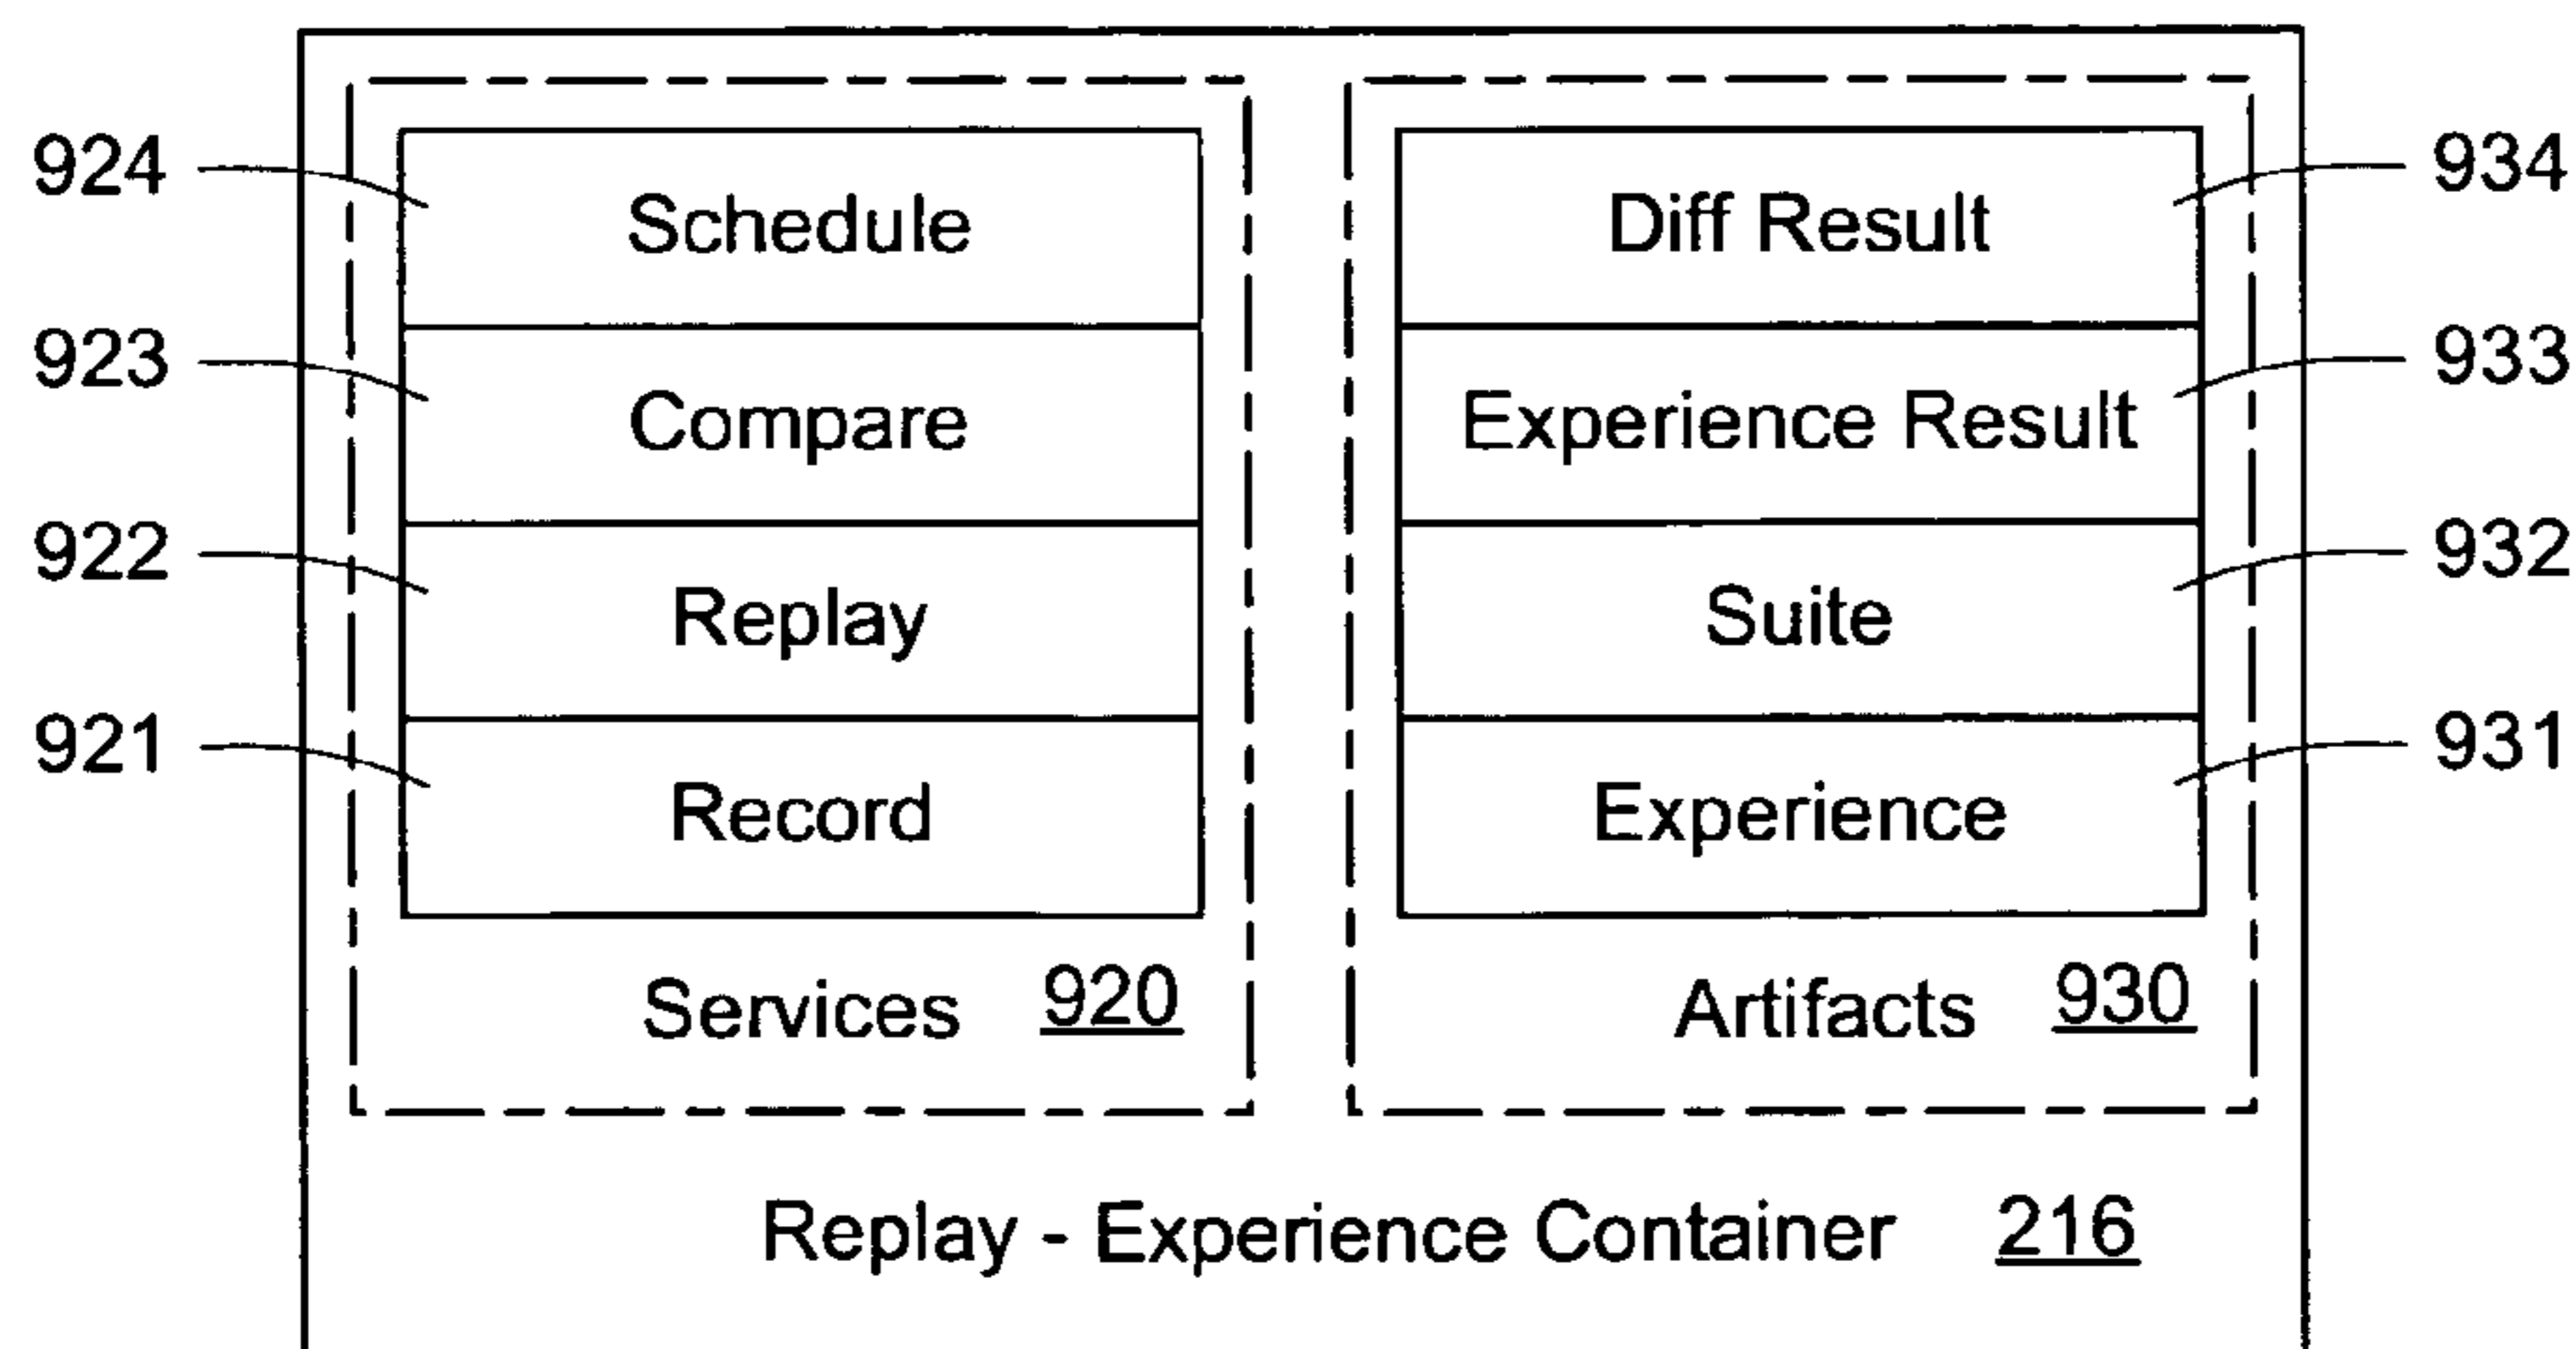 924 Schedule Diff Result 934
923 Compare Experience Result 933
922 Replay Suite 932
921 Record Experience 931
Services 920 Artifacts 930
Replay - Experience Container 216